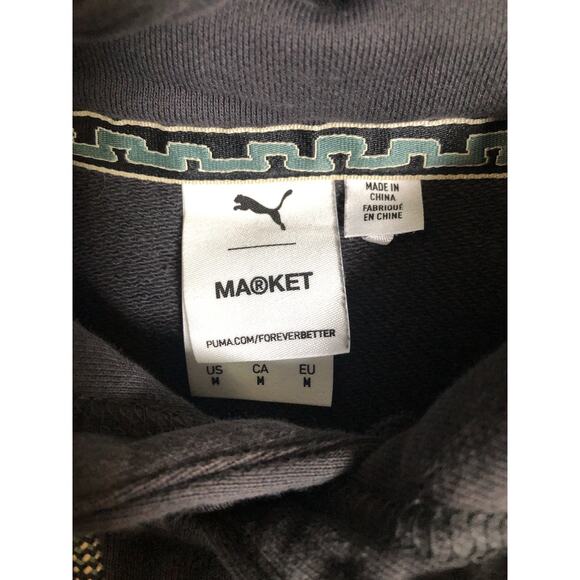 MADE IN
CHINA
FABRIQUÉ
EN CHINE
MA®KET
PUMA.COM/FOREVERBETTER
US CA EU
M M M